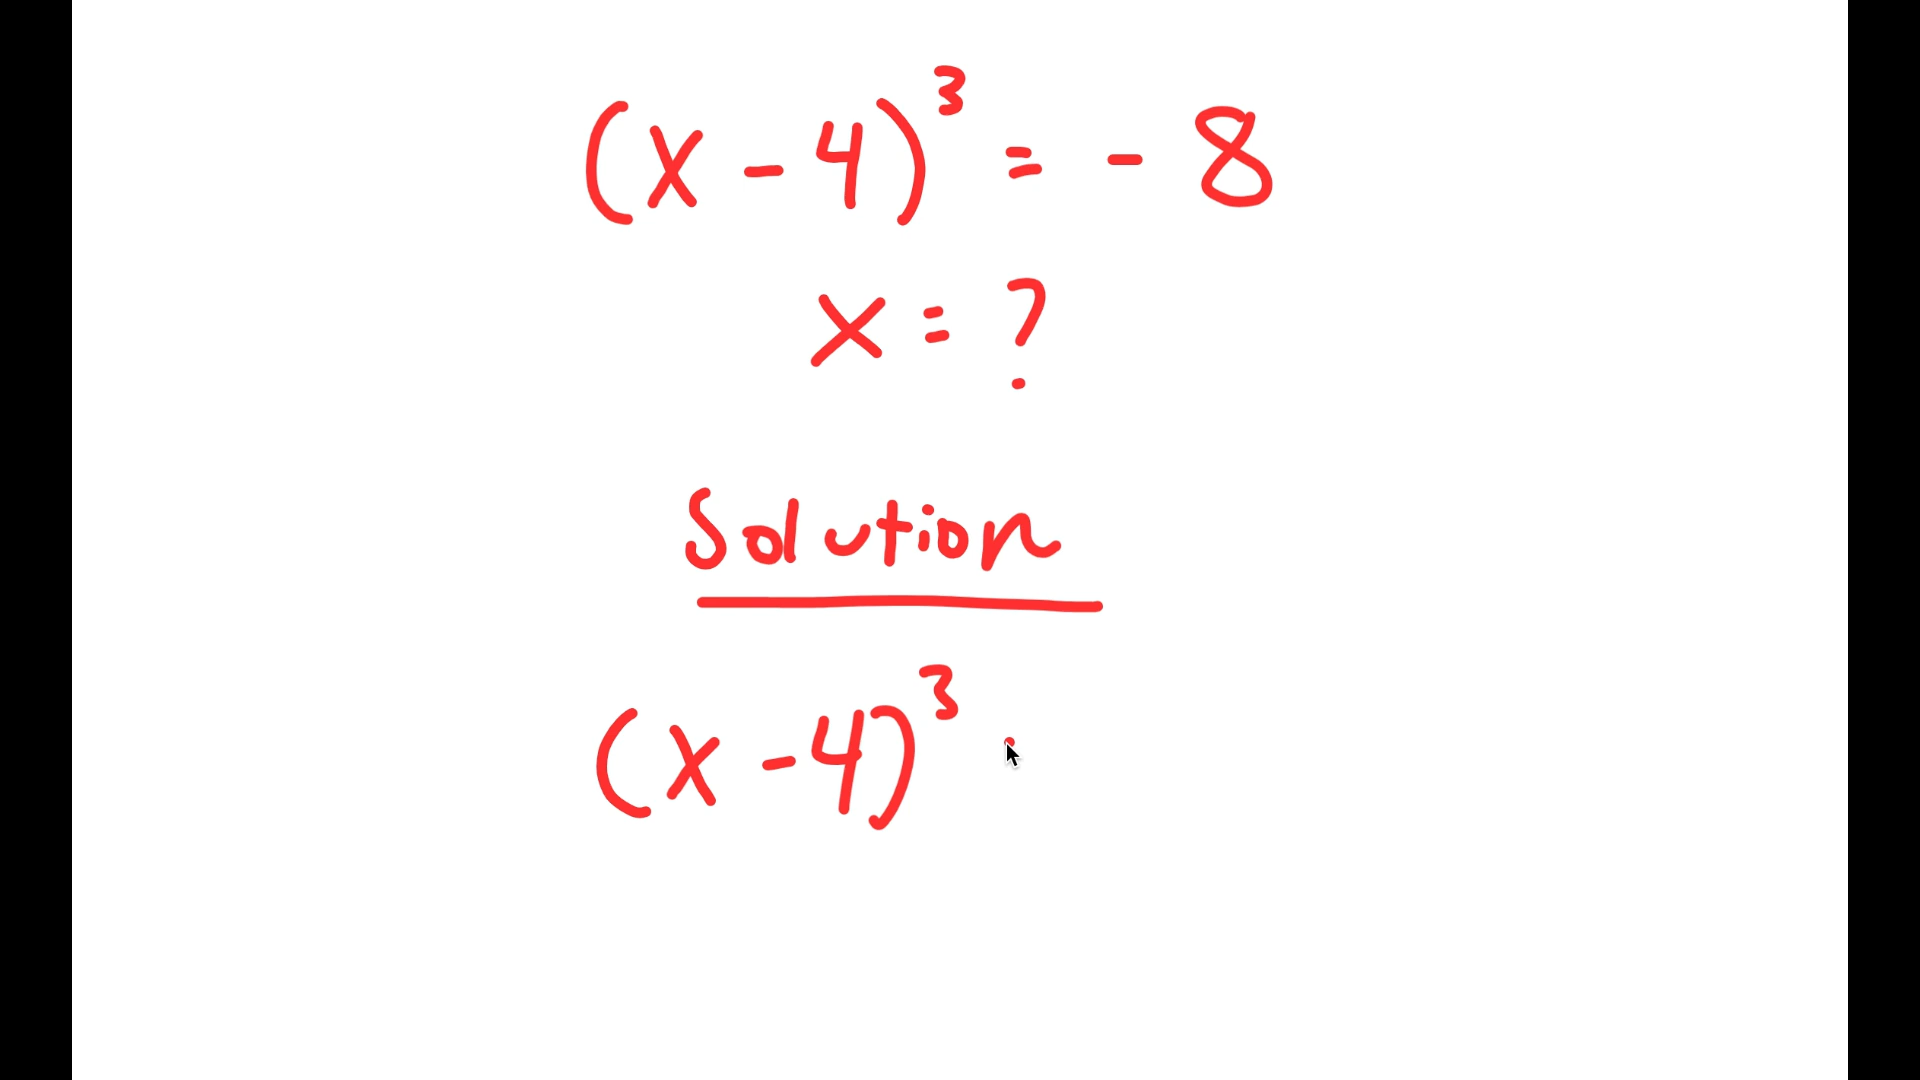 (x - 4)³ = - 8
x = ?
Solution
(x - 4)³